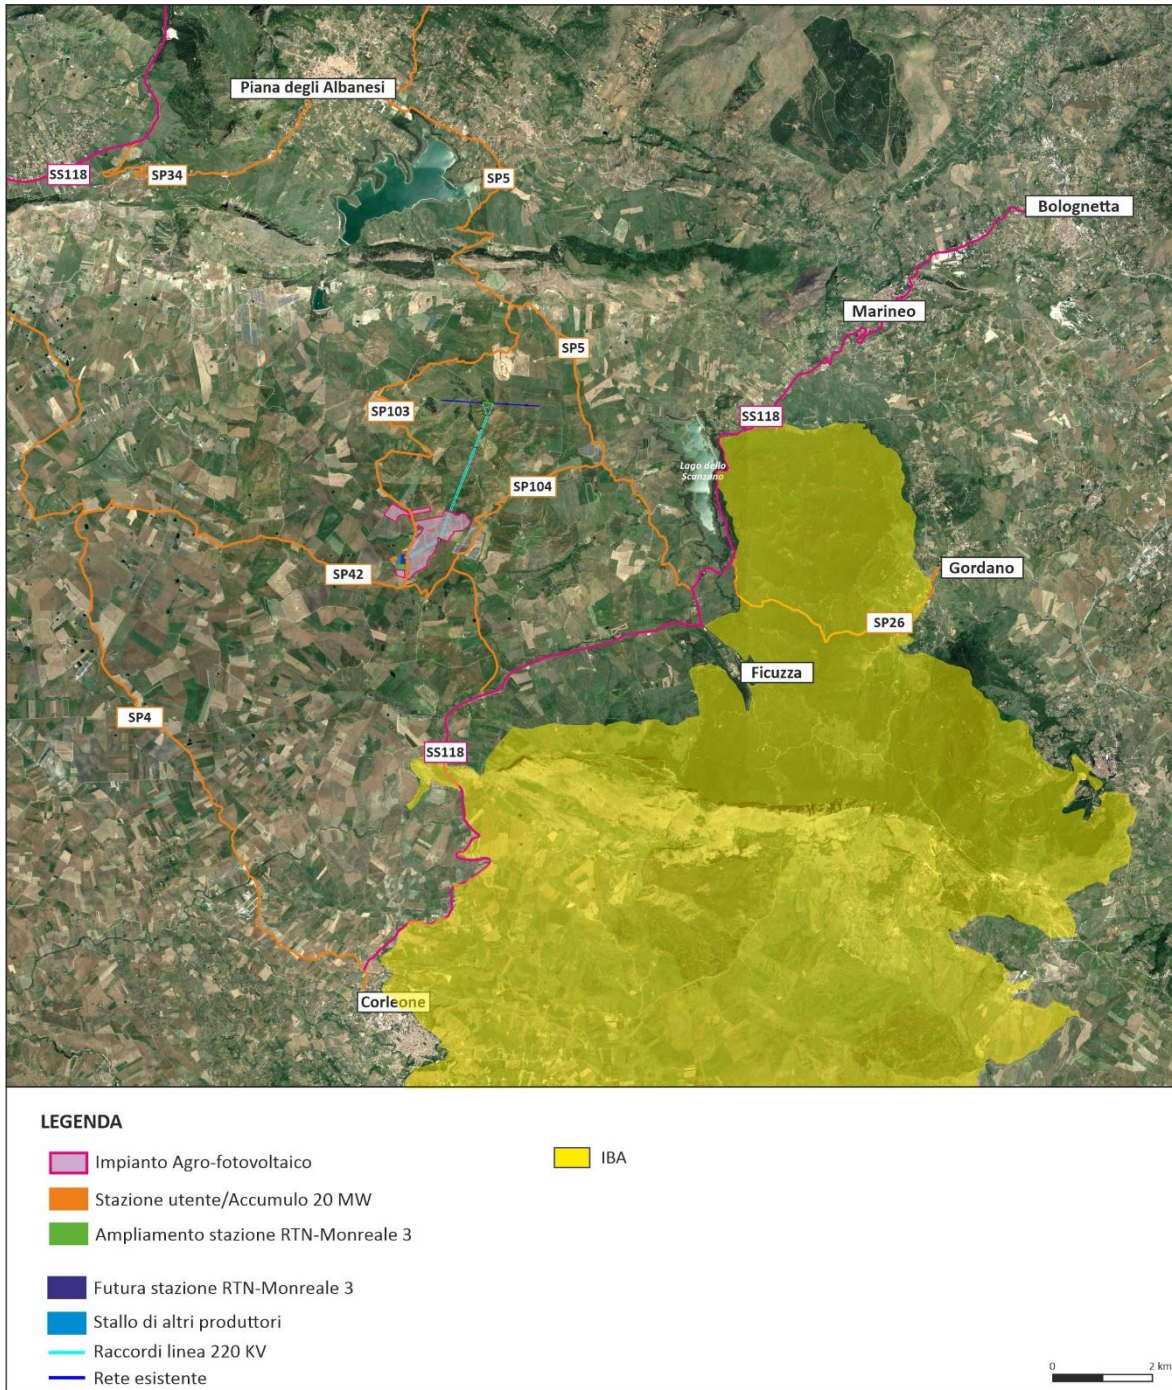 Piana degli Albanesi
SS118
SP34
SP5
Bolognetta
Marineo
SP5
SP103
SS118
Lago dello
Scanzano
SP104
SP42
Gordano
SP26
Ficuzza
SP4
SS118
Corleone
LEGENDA
Impianto Agro-fotovoltaico
IBA
Stazione utente/Accumulo 20 MW
Ampliamento stazione RTN-Monreale 3
Futura stazione RTN-Monreale 3
Stallo di altri produttori
Raccordi linea 220 KV
Rete esistente
0 2 km